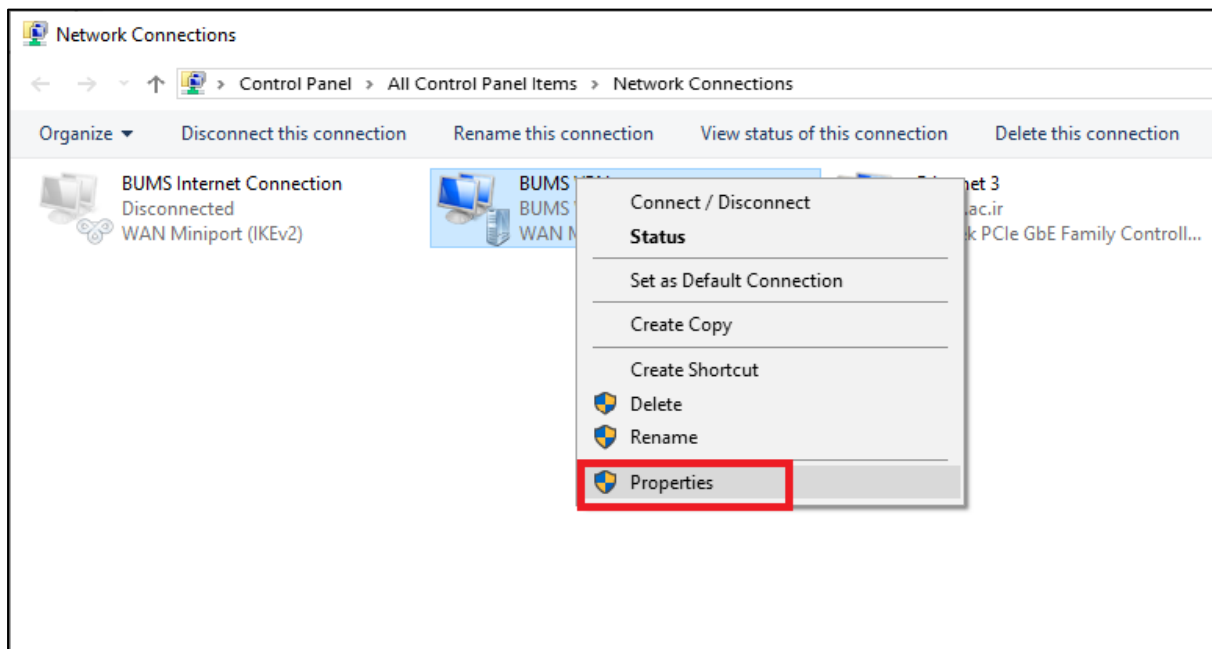 Network Connections
Control Panel > All Control Panel Items > Network Connections
Organize Disconnect this connection Rename this connection View status of this connection Delete this connection
BUMS Internet Connection
Disconnected
WAN Miniport (IKEv2)
BUMS
BUMS
WAN
3
.ac.ir
PCIe GbE Family Controll...
Connect / Disconnect
Status
Set as Default Connection
Create Copy
Create Shortcut
Delete
Rename
Properties